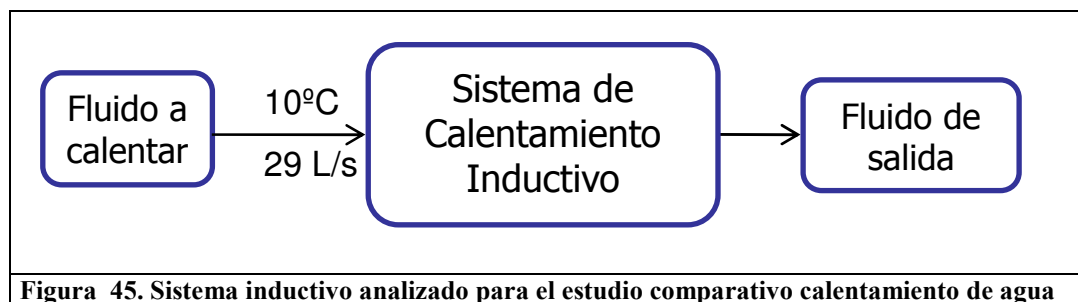 Fluido a
calentar
10ºC
29 L/s
Sistema de
Calentamiento
Inductivo
Fluido de
salida
Figura 45. Sistema inductivo analizado para el estudio comparativo calentamiento de agua